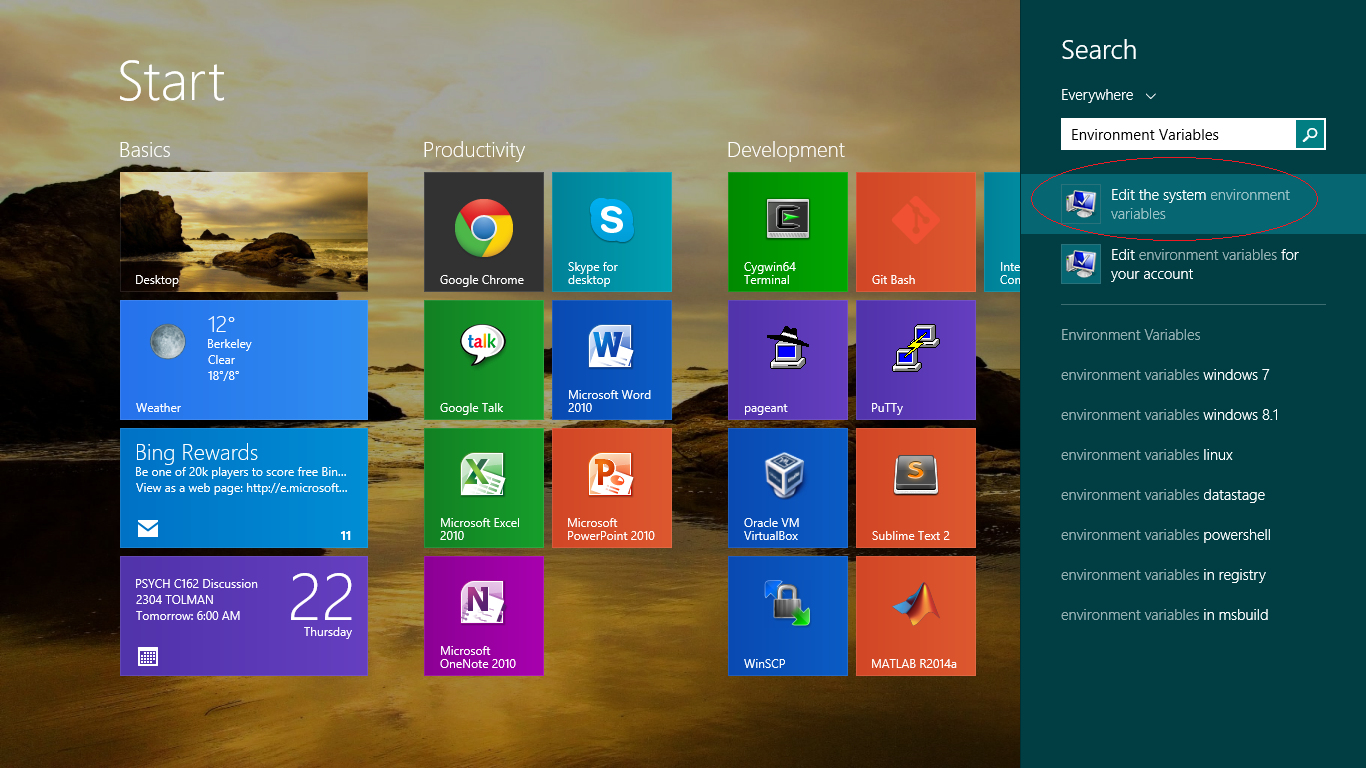 Start
Basics
Desktop
12°
Berkeley
Clear
18°/8°
Weather
Bing Rewards
Be one of 20k players to score free Bin...
View as a web page: http://e.microsoft...
11
PSYCH C162 Discussion
2304 TOLMAN
Tomorrow: 6:00 AM
22
Thursday
Productivity
Google Chrome
Skype for
desktop
talk
Google Talk
Microsoft Word
2010
Microsoft Excel
2010
Microsoft
PowerPoint 2010
Microsoft
OneNote 2010
Development
Cygwin64
Terminal
Git Bash
Inte
Con
pageant
PuTTy
Oracle VM
VirtualBox
Sublime Text 2
WinSCP
MATLAB R2014a
Search
Everywhere
Environment Variables
Edit the system environment
variables
Edit environment variables for
your account
Environment Variables
environment variables windows 7
environment variables windows 8.1
environment variables linux
environment variables datastage
environment variables powershell
environment variables in registry
environment variables in msbuild